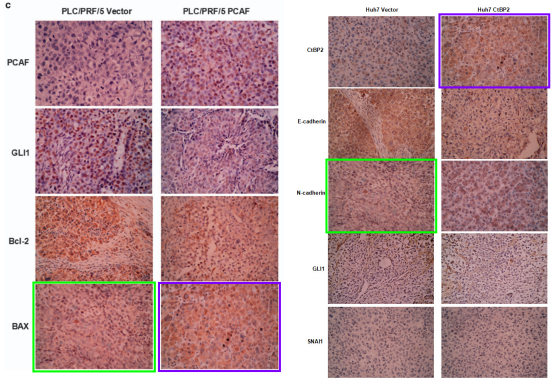 c
PLC/PRF/5 Vector
PLC/PRF/5 PCAF
PCAF
GLI1
Bcl-2
BAX
Huh7 Vector
Huh7 CtBP2
CtBP2
E-cadherin
N-cadherin
GLI1
SNAI1